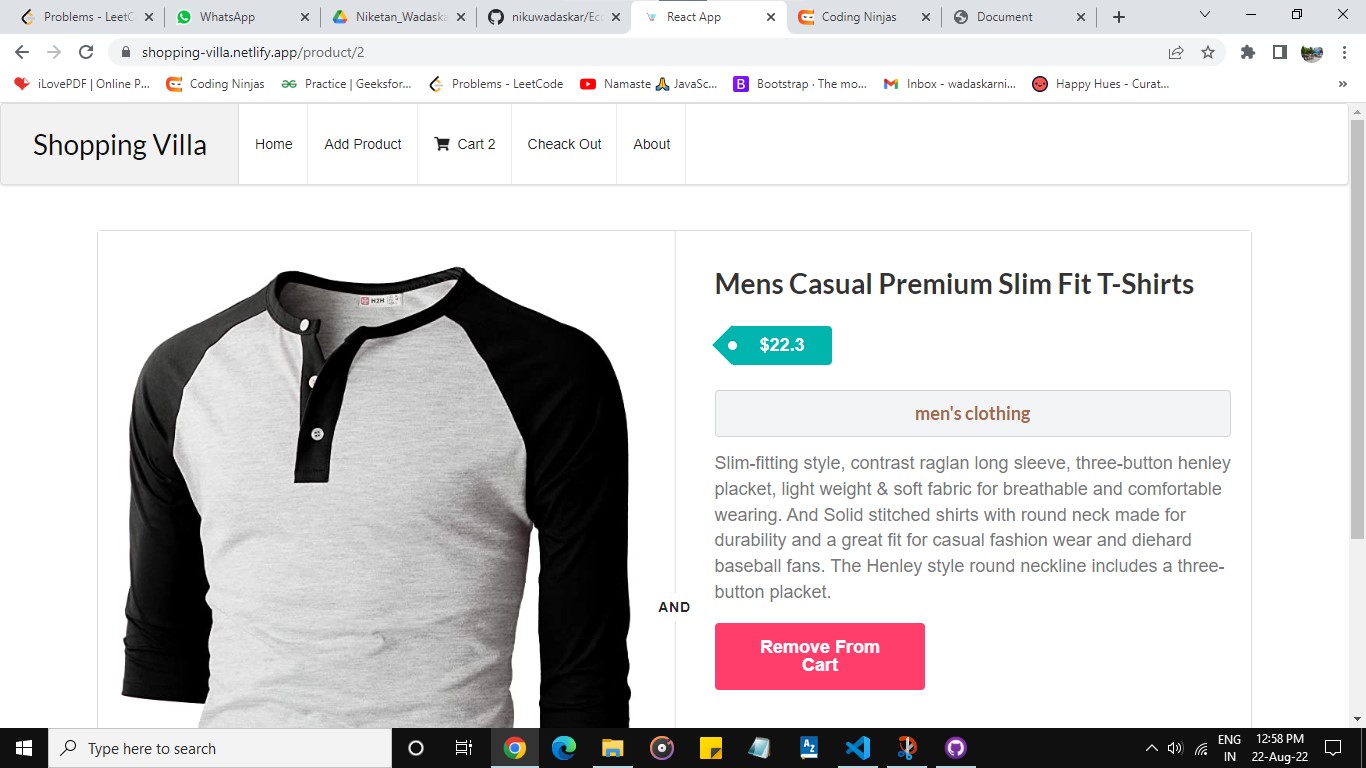 Problems - LeetC
WhatsApp
Niketan_Wadaska
nikuwadaskar/Eco
React App
Coding Ninjas
Document
shopping-villa.netlify.app/product/2
iLovePDF | Online P...
Coding Ninjas
Practice | Geeksfor...
Problems - LeetCode
Namaste 🙏 JavaSc...
Bootstrap · The mo...
Inbox - wadaskarni...
Happy Hues - Curat...
»
Shopping Villa
Home
Add Product
Cart 2
Cheack Out
About
H2H
Mens Casual Premium Slim Fit T-Shirts
$22.3
men's clothing
Slim-fitting style, contrast raglan long sleeve, three-button henley
placket, light weight & soft fabric for breathable and comfortable
wearing. And Solid stitched shirts with round neck made for
durability and a great fit for casual fashion wear and diehard
baseball fans. The Henley style round neckline includes a three-
button placket.
AND
Remove From
Cart
Type here to search
ENG
IN
12:58 PM
22-Aug-22